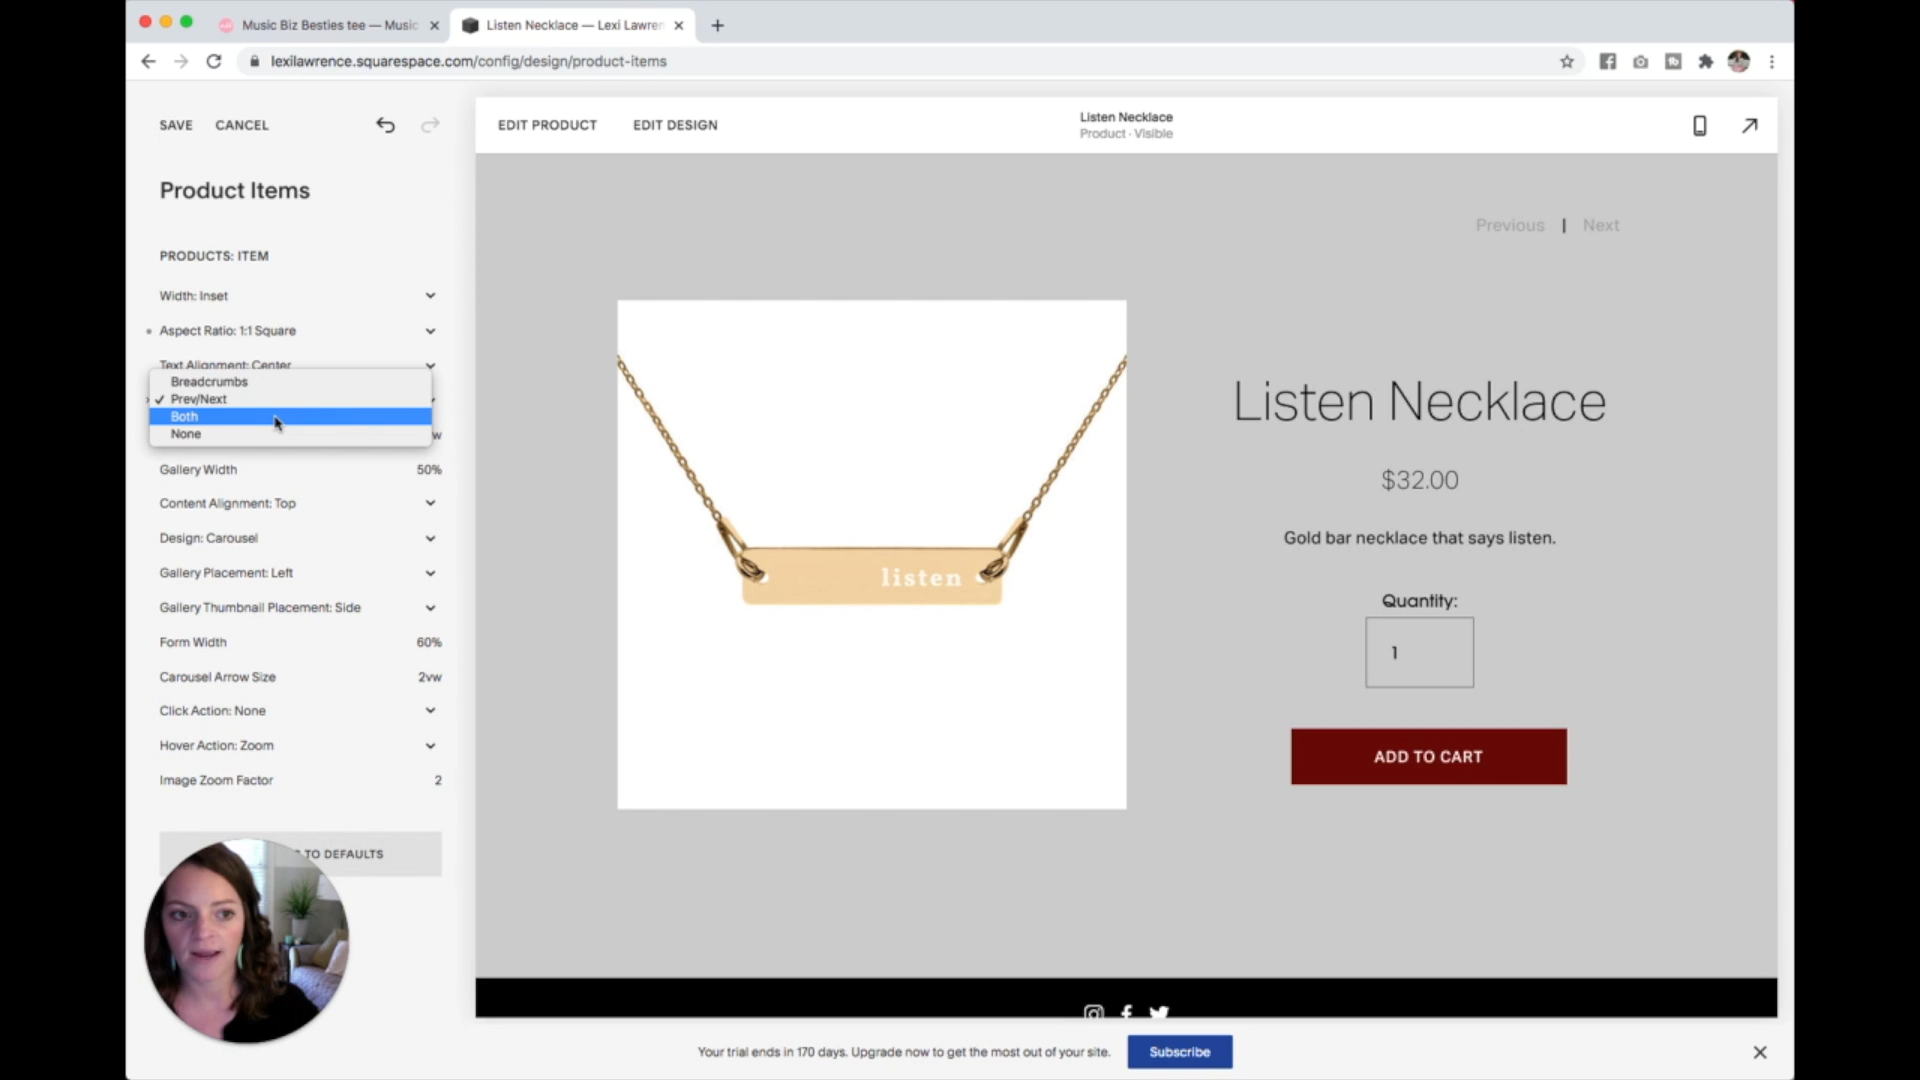 Music Biz Besties tee — Music
Listen Necklace — Lexi Lawren
lexilawrence.squarespace.com/config/design/product-items
SAVE CANCEL
EDIT PRODUCT EDIT DESIGN
Listen Necklace
Product · Visible
Product Items
PRODUCTS: ITEM
Width: Inset
Aspect Ratio: 1:1 Square
Text Alignment: Center
Breadcrumbs
✓ Prev/Next
Both
None
w
Gallery Width 50%
Content Alignment: Top
Design: Carousel
Gallery Placement: Left
Gallery Thumbnail Placement: Side
Form Width 60%
Carousel Arrow Size 2vw
Click Action: None
Hover Action: Zoom
Image Zoom Factor 2
TO DEFAULTS
Previous | Next
listen
Listen Necklace
$32.00
Gold bar necklace that says listen.
Quantity:
1
ADD TO CART
Your trial ends in 170 days. Upgrade now to get the most out of your site. Subscribe